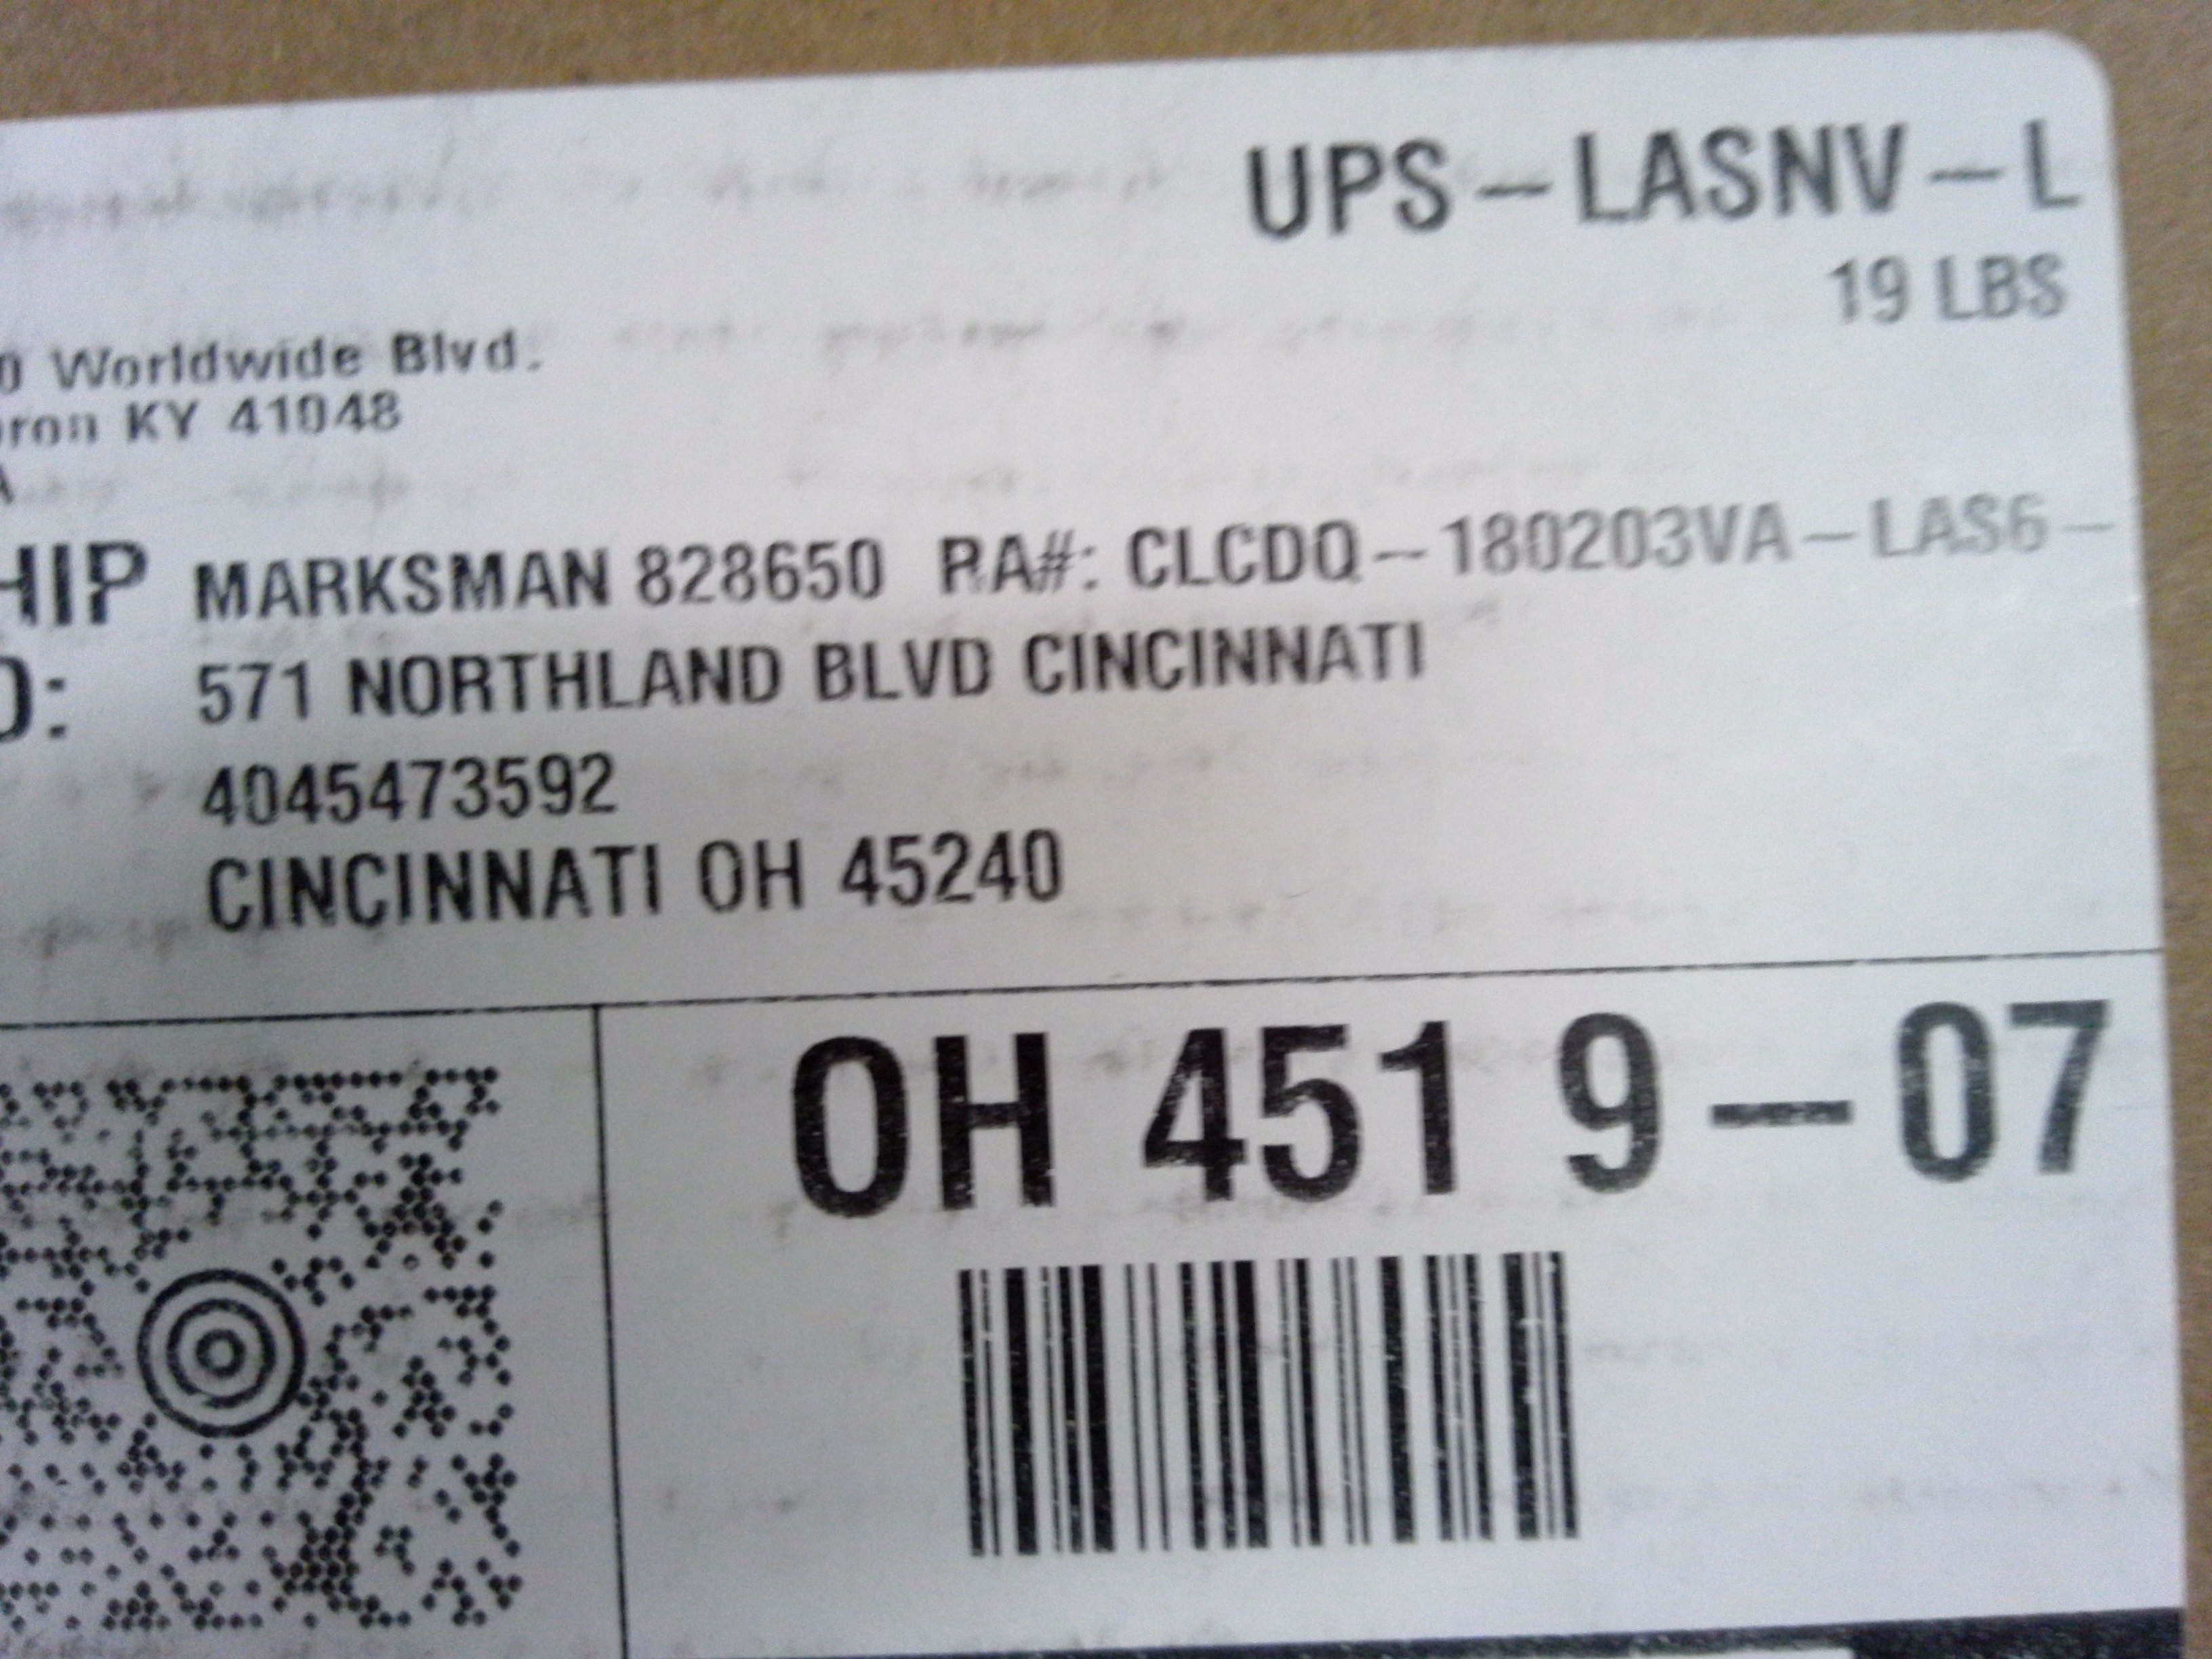 UPS-LASNV-L
19 LBS
0 Worldwide Blvd.
bron KY 41048
A
HIP MARKSMAN 828650 RA#: CLCDQ-180203VA-LAS6-
O: 571 NORTHLAND BLVD CINCINNATI
4045473592
CINCINNATI OH 45240
OH 451 9-07